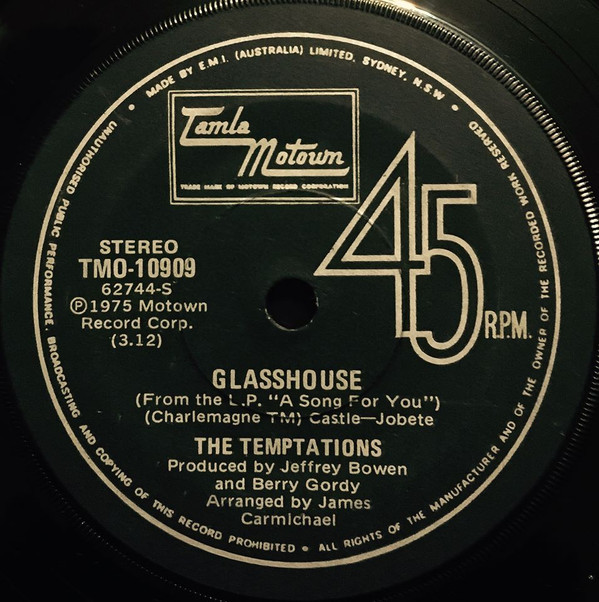 MADE BY E.M.I. (AUSTRALIA) LIMITED, SYDNEY, N.S.W.
Tamla
Motown
TRADE MARK OF MOTOWN RECORD CORPORATION
45
R.P.M.
STEREO
TMO-10909
62744-S
Ⓟ1975 Motown
Record Corp.
(3.12)
GLASSHOUSE
(From the L.P. “A Song For You”)
(Charlemagne TM) Castle—Jobete
THE TEMPTATIONS
Produced by Jeffrey Bowen
and Berry Gordy
Arranged by James
Carmichael
UNAUTHORISED PUBLIC PERFORMANCE, BROADCASTING AND COPYING OF THIS RECORD PROHIBITED • ALL RIGHTS OF THE MANUFACTURER AND OF THE OWNER OF THE RECORDED WORK RESERVED